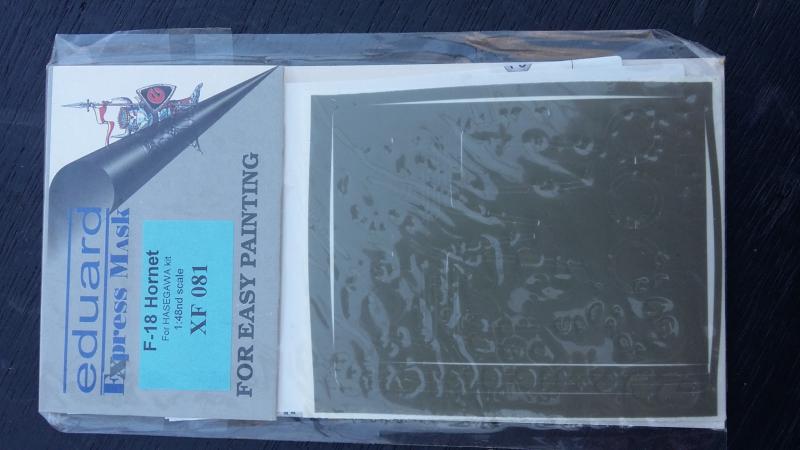 eduard
Express Mask
F-18 Hornet
For HASEGAWA kit
1:48nd scale
XF 081
FOR EASY PAINTING